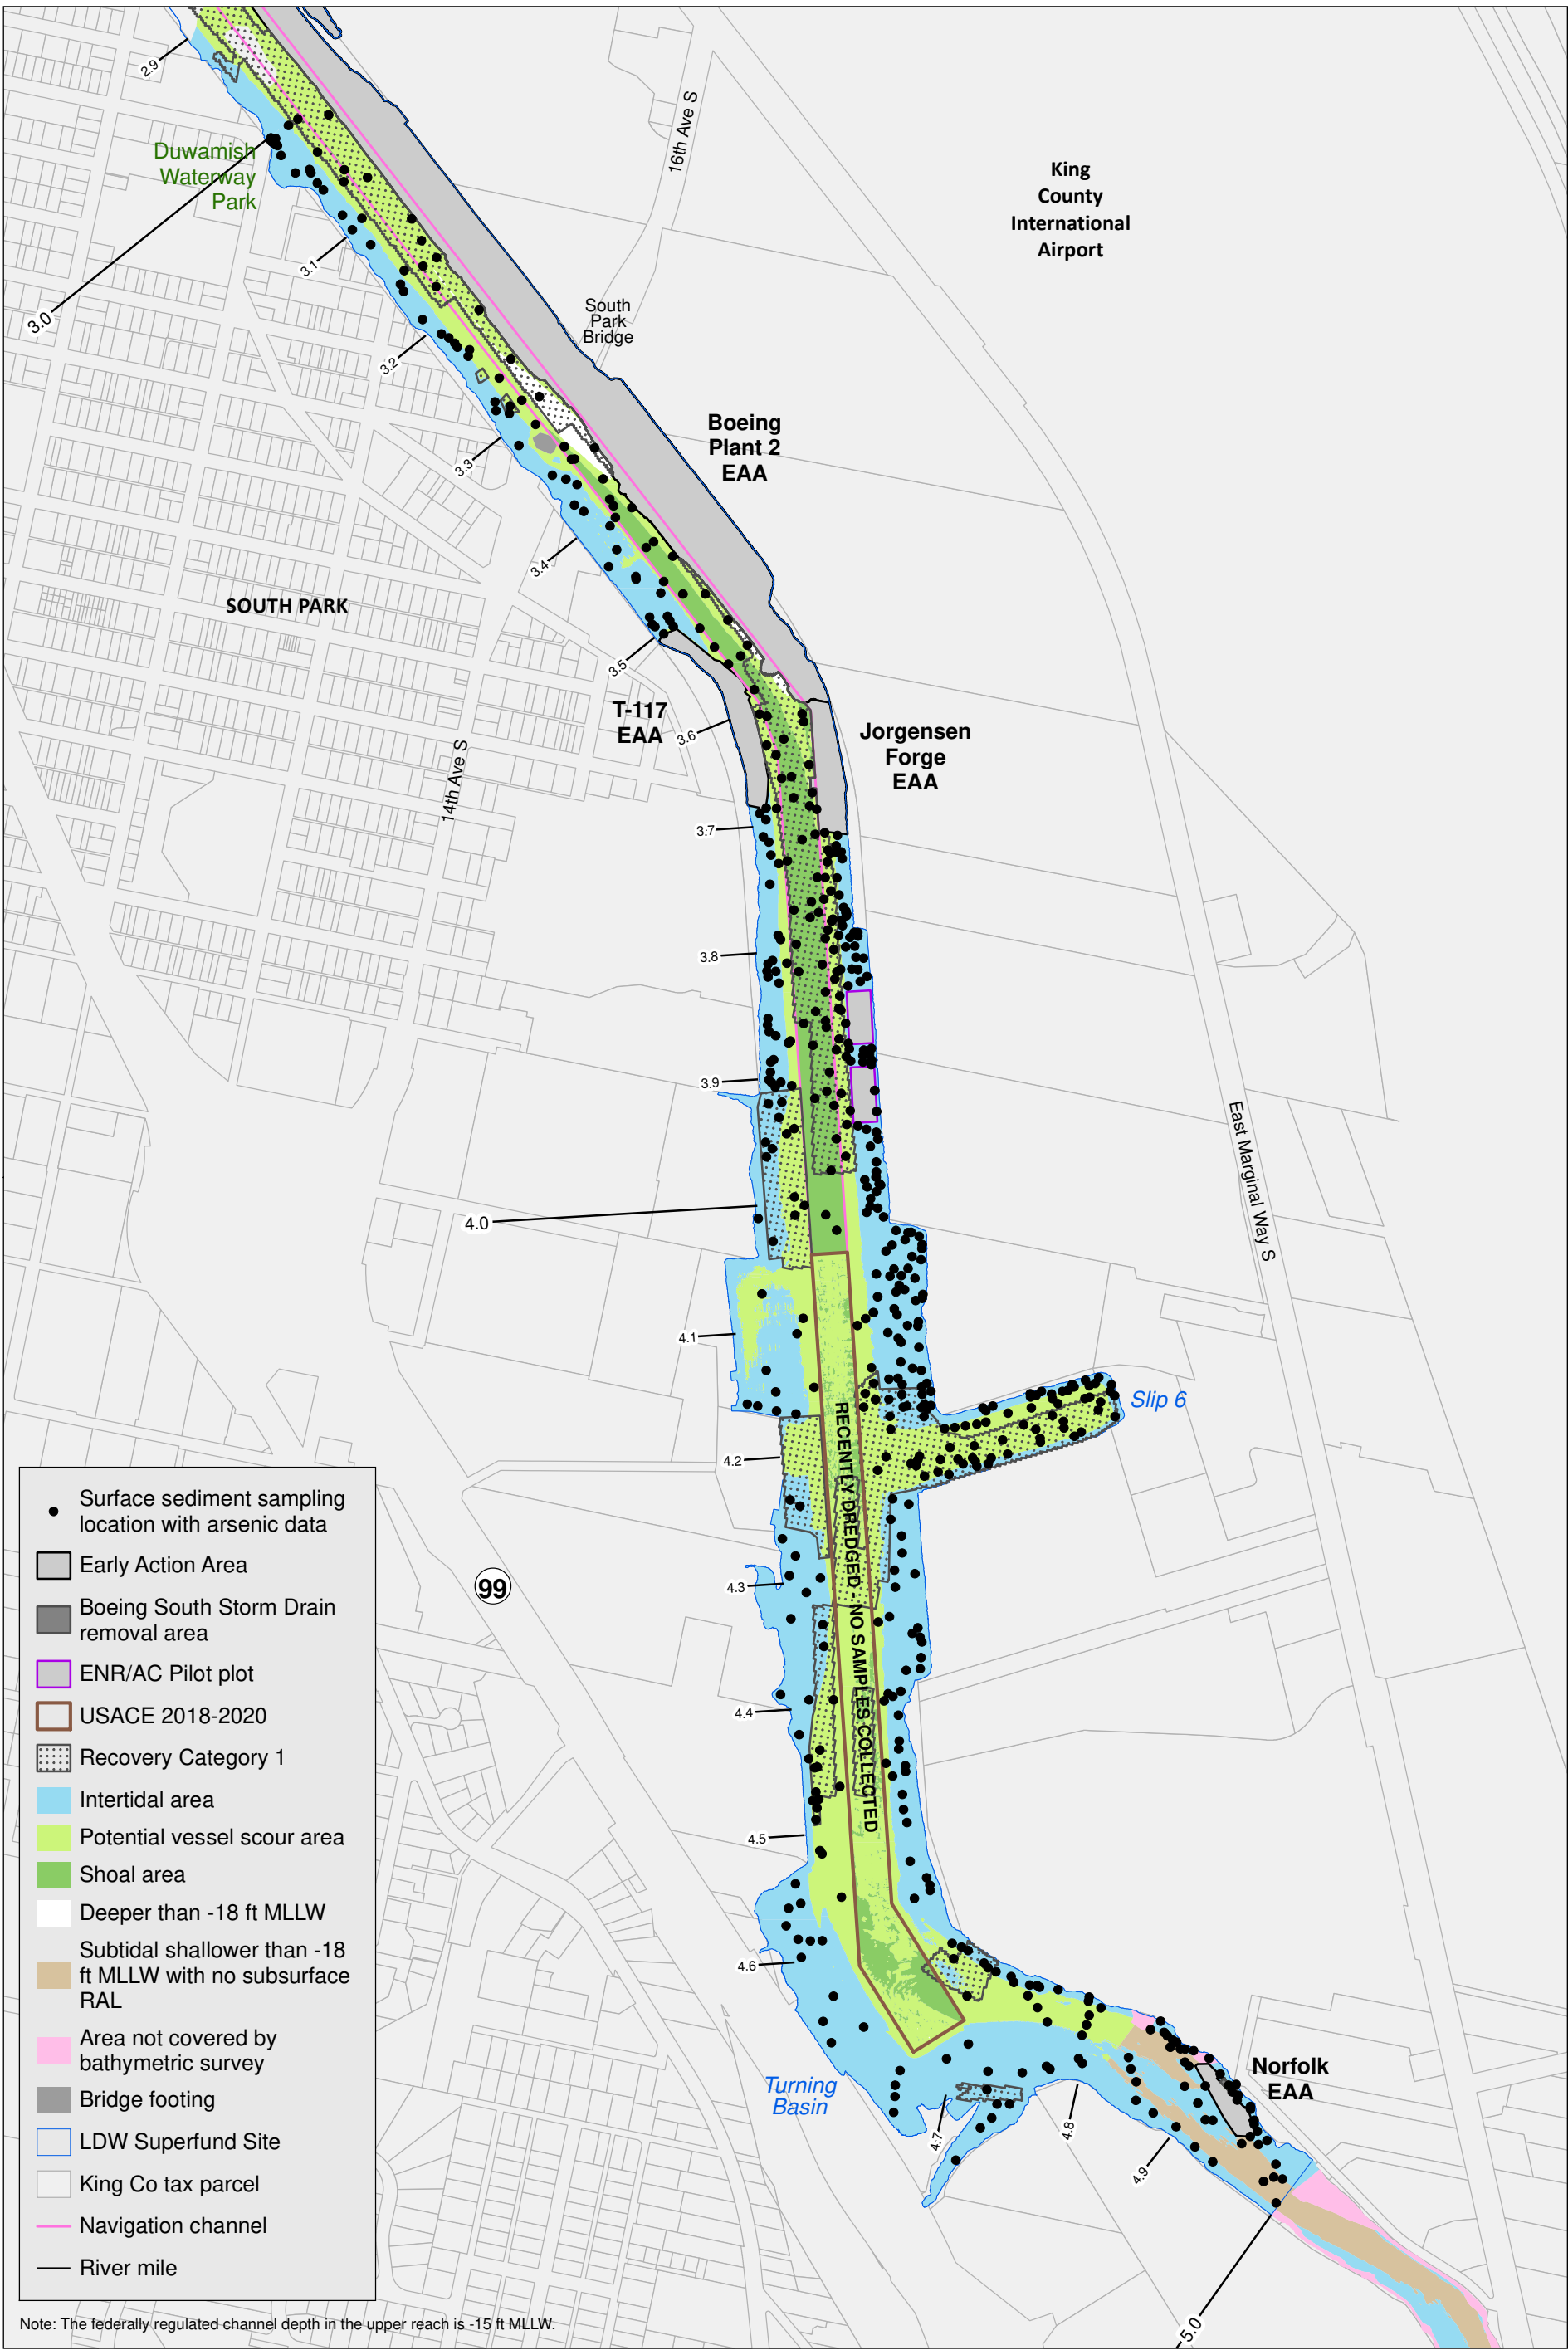 2.9
Duwamish
Waterway
Park
3.0
3.1
3.2
16th Ave S
King
County
International
Airport
South
Park
Bridge
3.3
Boeing
Plant 2
EAA
3.4
SOUTH PARK
3.5
T-117
EAA
3.6
Jorgensen
Forge
EAA
14th Ave S
3.7
3.8
3.9
East Marginal Way S
4.0
4.1
Slip 6
4.2
RECENTLY DREDGED - NO SAMPLES COLLECTED
4.3
99
4.4
4.5
4.6
Turning
Basin
4.7
4.8
4.9
Norfolk
EAA
5.0
Surface sediment sampling
location with arsenic data
Early Action Area
Boeing South Storm Drain
removal area
ENR/AC Pilot plot
USACE 2018-2020
Recovery Category 1
Intertidal area
Potential vessel scour area
Shoal area
Deeper than -18 ft MLLW
Subtidal shallower than -18
ft MLLW with no subsurface
RAL
Area not covered by
bathymetric survey
Bridge footing
LDW Superfund Site
King Co tax parcel
Navigation channel
River mile
Note: The federally regulated channel depth in the upper reach is -15 ft MLLW.